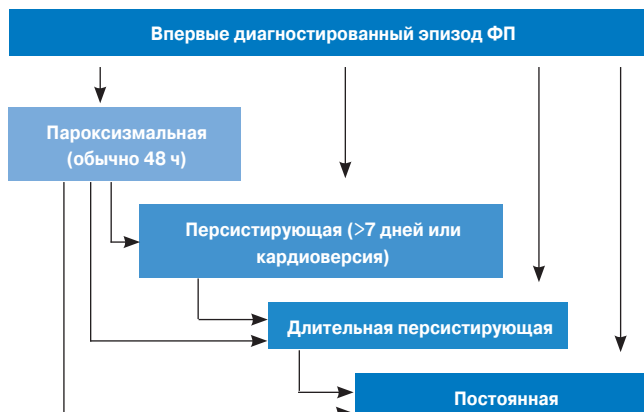 Впервые диагностированный эпизод ФП
Пароксизмальная
(обычно 48 ч)
Персистирующая (>7 дней или
кардиоверсия)
Длительная персистирующая
Постоянная